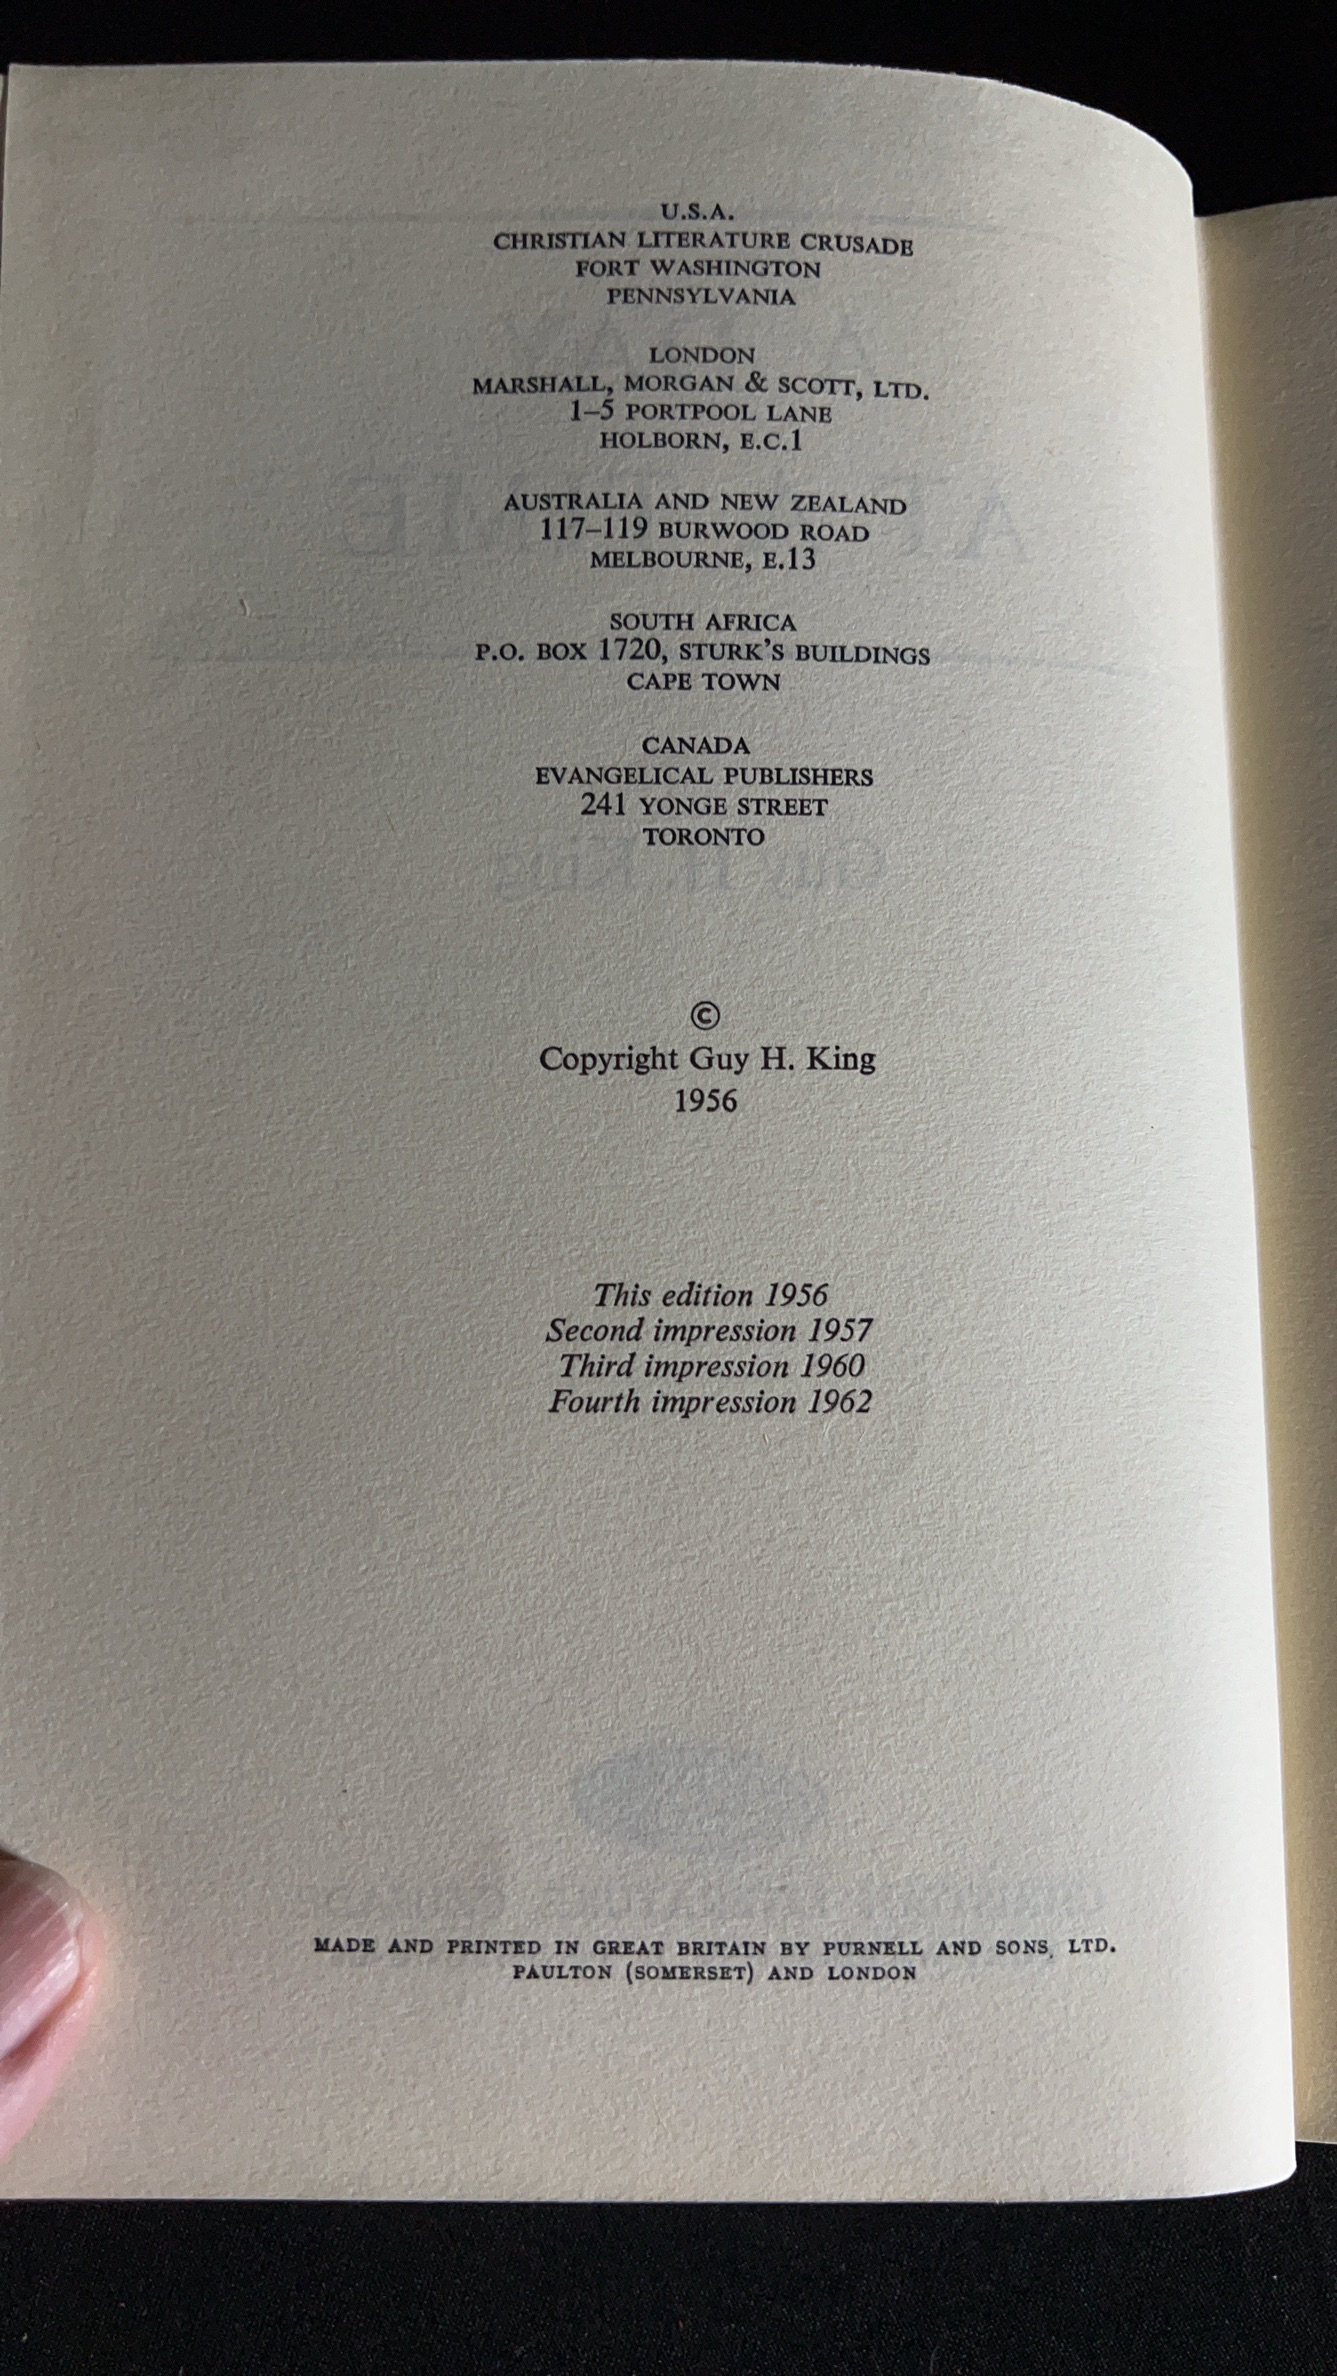 U.S.A.
CHRISTIAN LITERATURE CRUSADE
FORT WASHINGTON
PENNSYLVANIA
LONDON
MARSHALL, MORGAN & SCOTT, LTD.
1–5 PORTPOOL LANE
HOLBORN, E.C.1
AUSTRALIA AND NEW ZEALAND
117–119 BURWOOD ROAD
MELBOURNE, E.13
SOUTH AFRICA
P.O. BOX 1720, STURK'S BUILDINGS
CAPE TOWN
CANADA
EVANGELICAL PUBLISHERS
241 YONGE STREET
TORONTO
©
Copyright Guy H. King
1956
This edition 1956
Second impression 1957
Third impression 1960
Fourth impression 1962
MADE AND PRINTED IN GREAT BRITAIN BY PURNELL AND SONS, LTD.
PAULTON (SOMERSET) AND LONDON